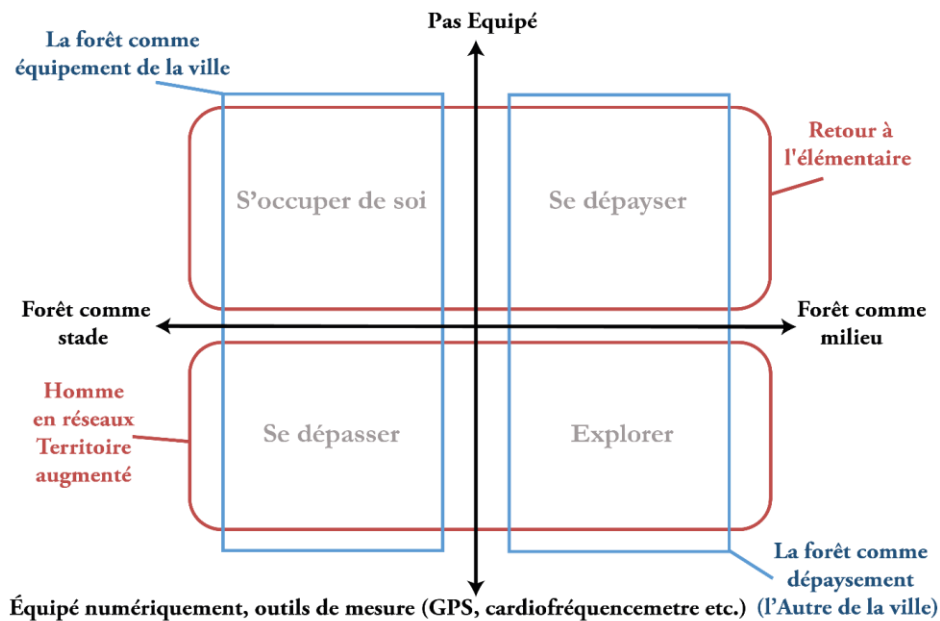 Pas Equipé
La forêt comme
équipement de la ville
Retour à
l'élémentaire
S'occuper de soi
Se dépayser
Forêt comme
stade
Forêt comme
milieu
Homme
en réseaux
Territoire
augmenté
Se dépasser
Explorer
La forêt comme
dépaysement
(l'Autre de la ville)
Équipé numériquement, outils de mesure (GPS, cardiofréquencemetre etc.)